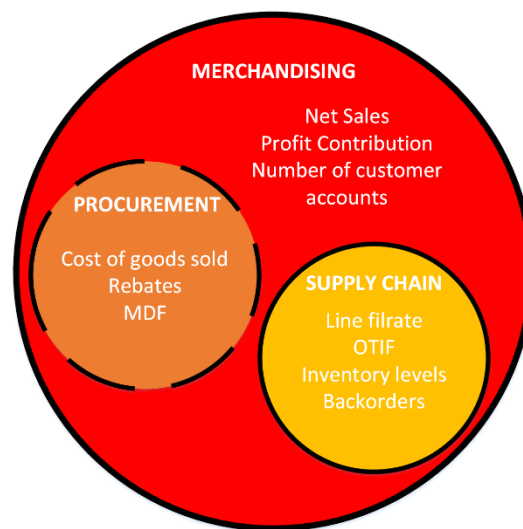 MERCHANDISING
Net Sales
Profit Contribution
Number of customer
accounts
PROCUREMENT
Cost of goods sold
Rebates
MDF
SUPPLY CHAIN
Line filrate
OTIF
Inventory levels
Backorders